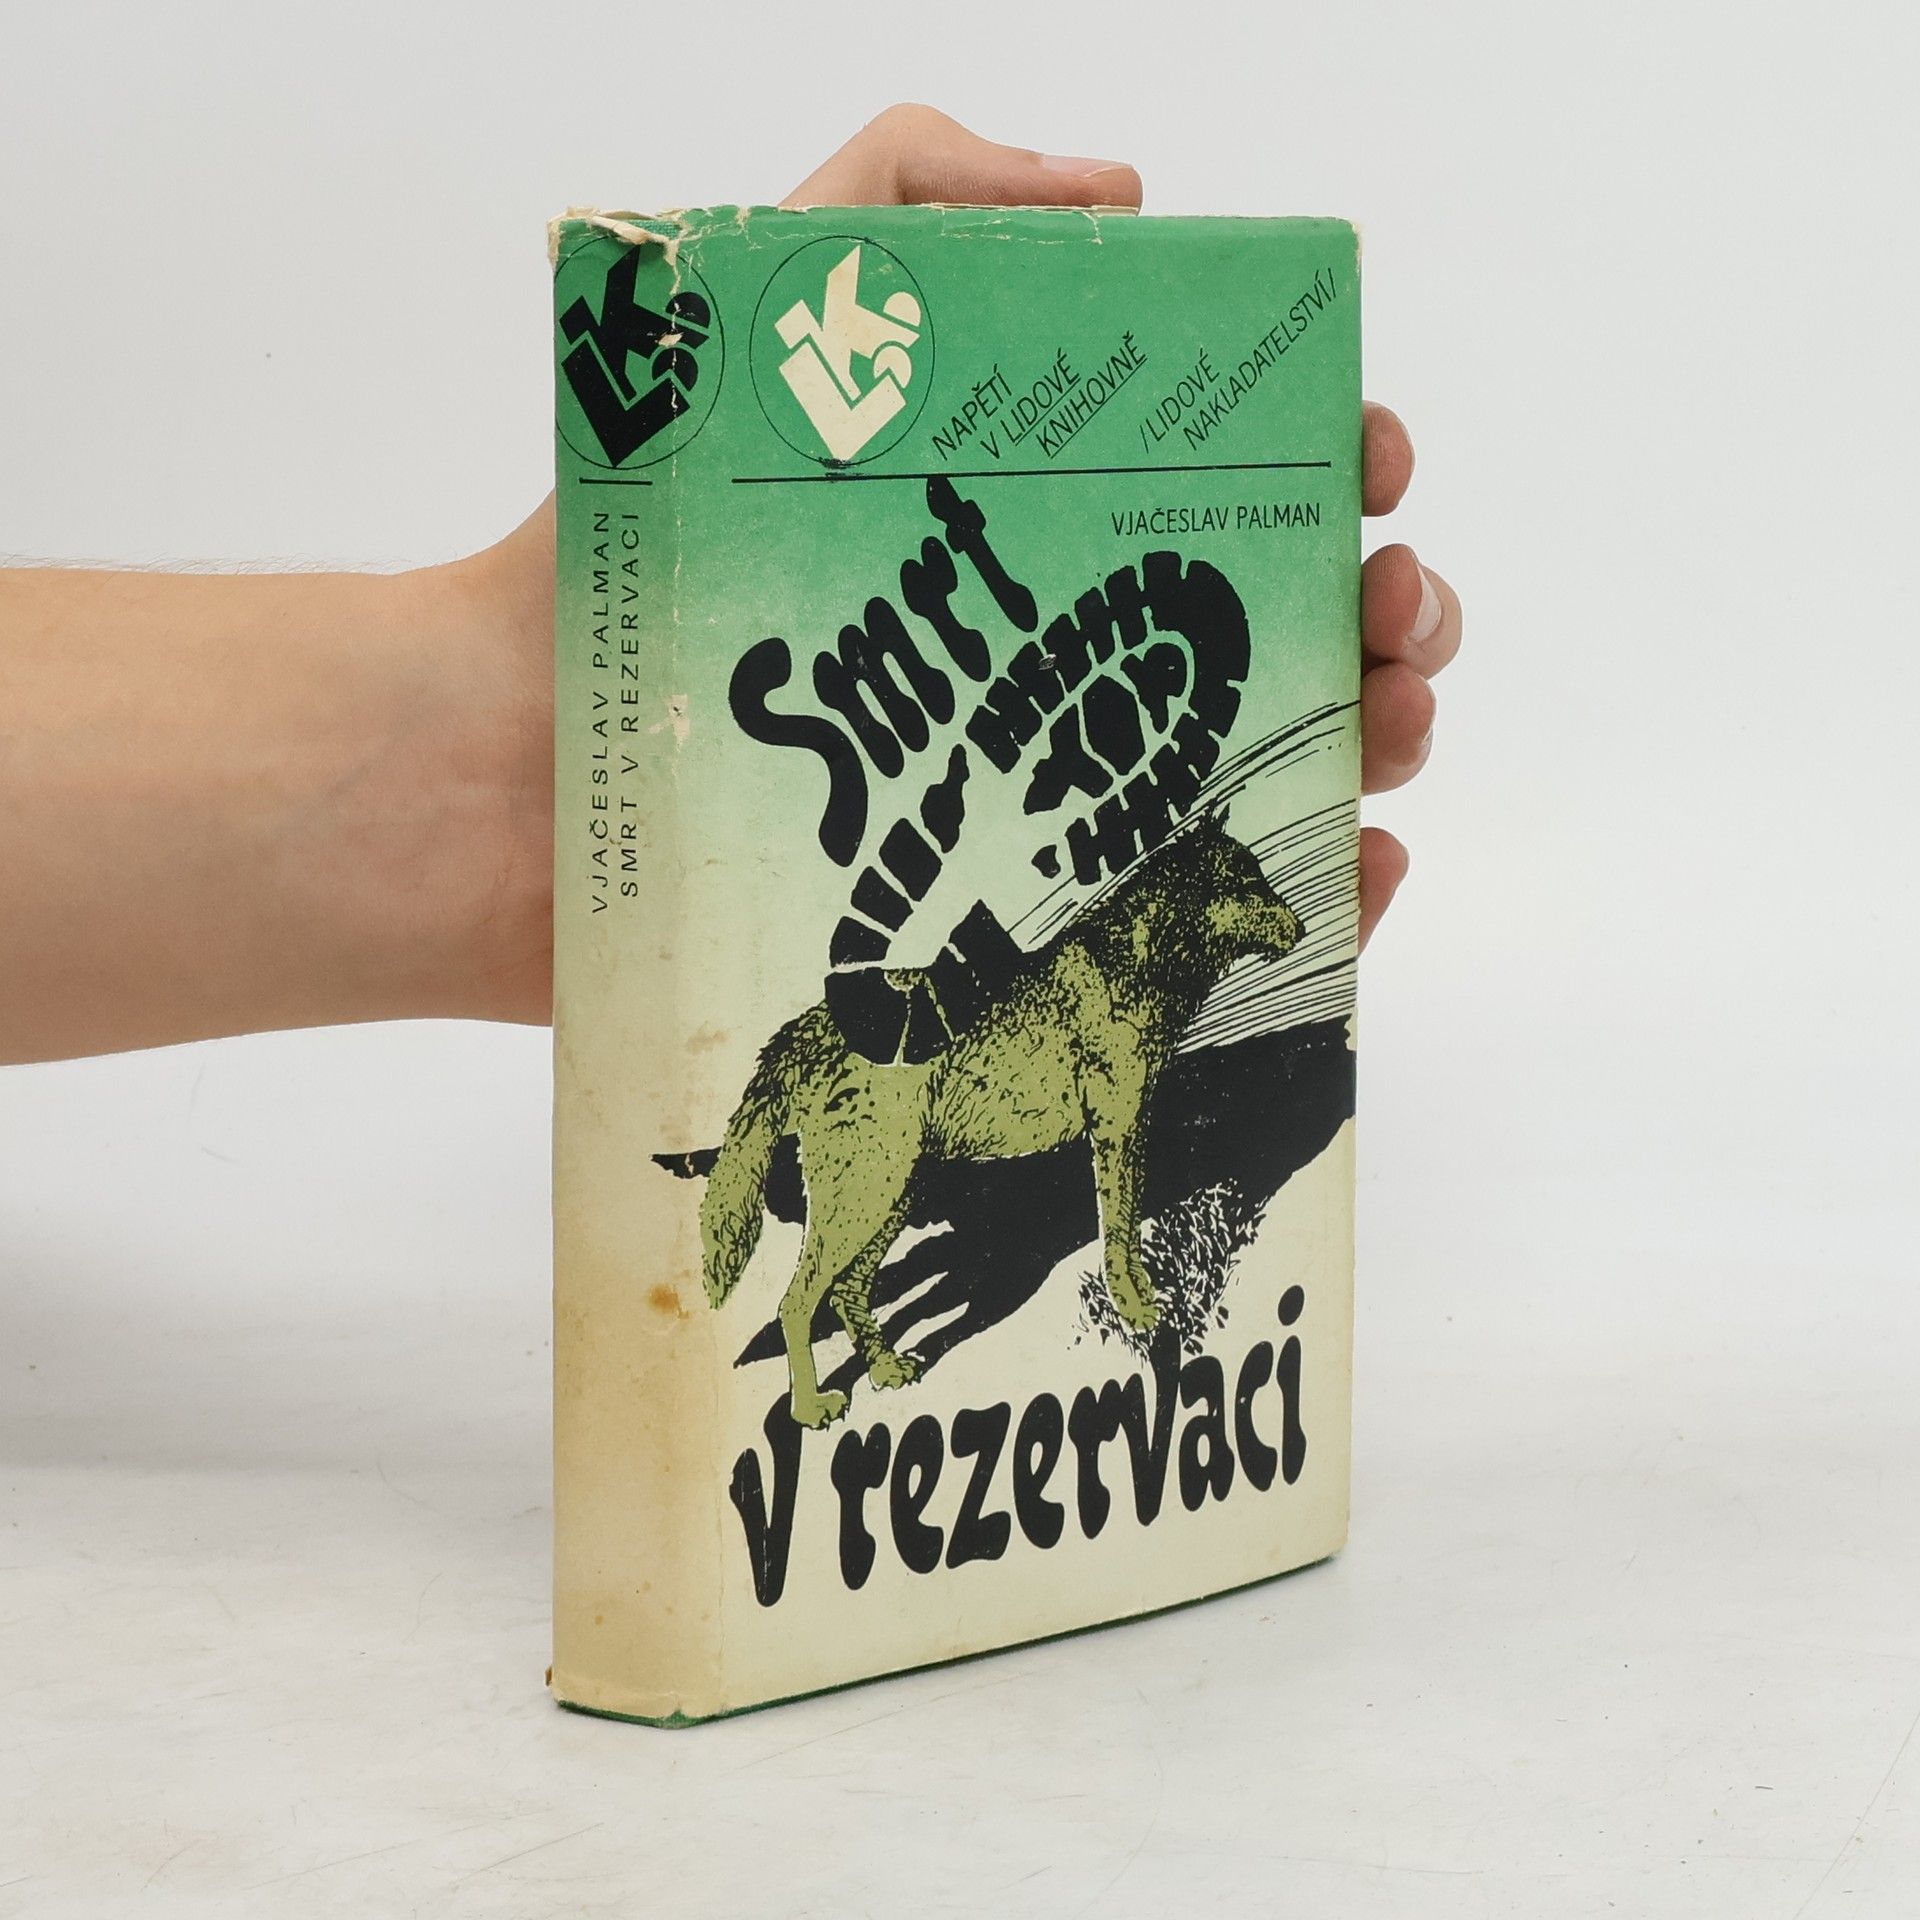 LK
VJAČESLAV PALMAN
SMRT V REZERVACI
LK
NAPĚTÍ
V LIDOVÉ
KNIHOVNĚ
/LIDOVÉ
NAKLADATELSTVÍ/
VJAČESLAV PALMAN
Smrt
v rezervaci